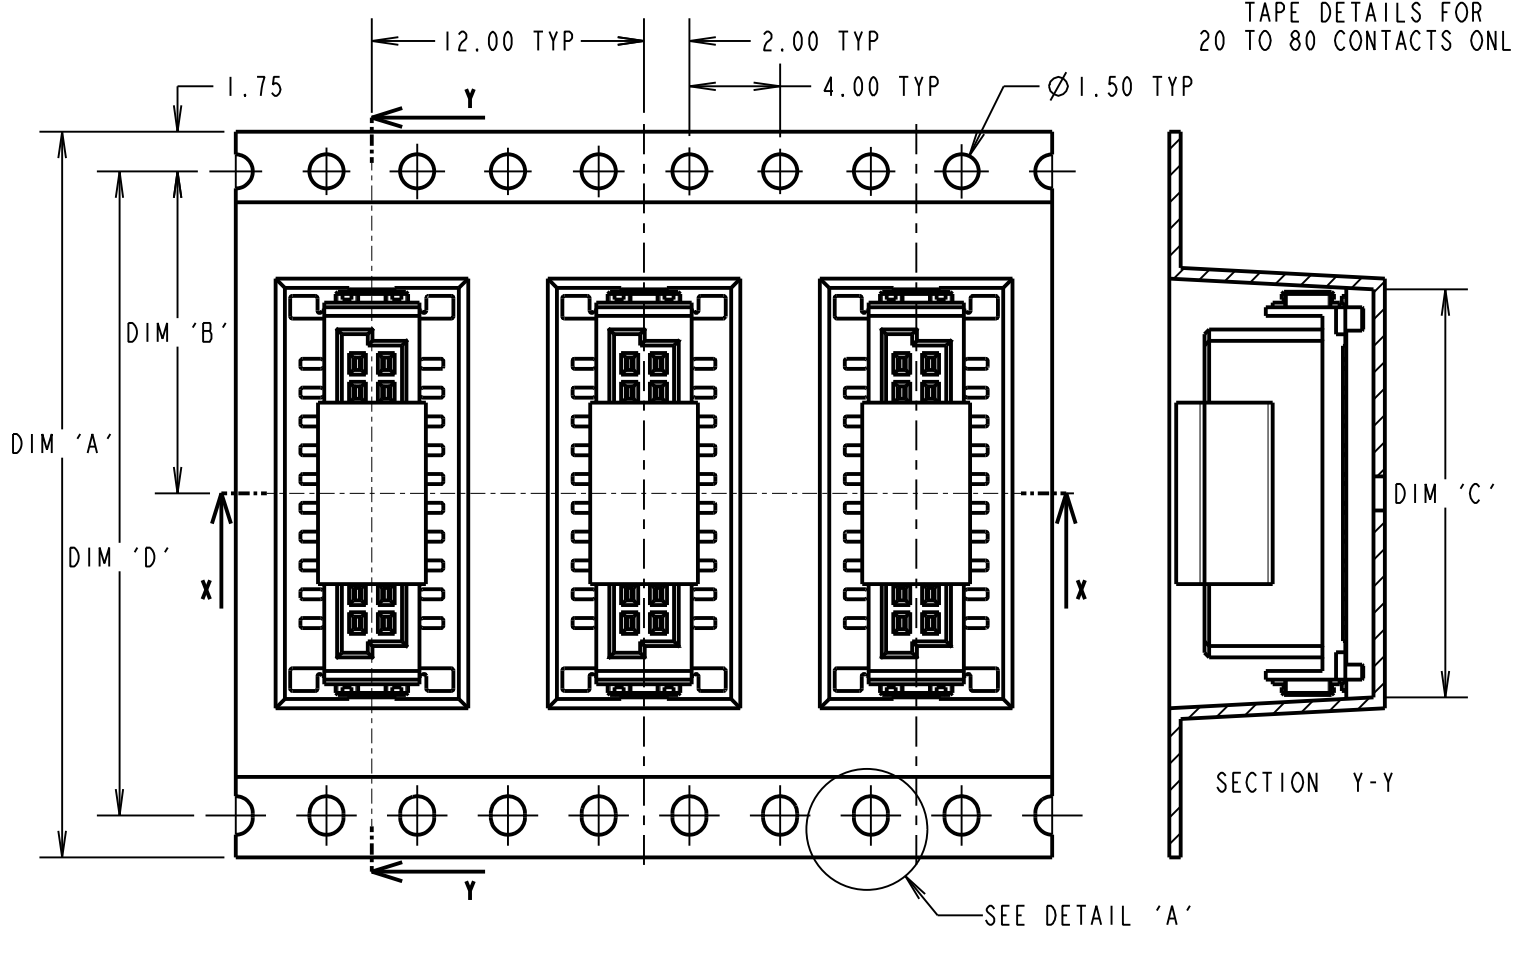 TAPE DETAILS FOR
20 TO 80 CONTACTS ONL
12.00 TYP
2.00 TYP
1.75
Y
4.00 TYP
Ø1.50 TYP
DIM 'B'
DIM 'A'
DIM 'C'
DIM 'D'
X
X
SECTION Y-Y
Y
SEE DETAIL 'A'